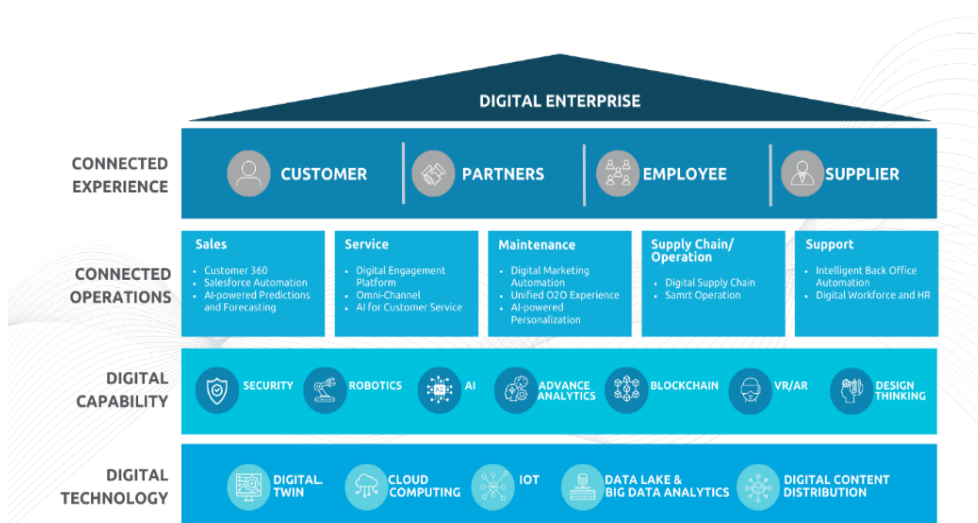 DIGITAL ENTERPRISE
CONNECTED
EXPERIENCE
CUSTOMER
PARTNERS
EMPLOYEE
SUPPLIER
CONNECTED
OPERATIONS
Sales
• Customer 360
• Salesforce Automation
• AI-powered Predictions
and Forecasting
Service
• Digital Engagement
Platform
• Omni-Channel
• AI for Customer Service
Maintenance
• Digital Marketing
Automation
• Unified O2O Experience
• AI-powered
Personalization
Supply Chain/
Operation
• Digital Supply Chain
• Samrt Operation
Support
• Intelligent Back Office
Automation
• Digital Workforce and HR
DIGITAL
CAPABILITY
SECURITY
ROBOTICS
AI
AI
ADVANCE
ANALYTICS
BLOCKCHAIN
VR/AR
DESIGN
THINKING
DIGITAL
TECHNOLOGY
DIGITAL.
TWIN
CLOUD
COMPUTING
IOT
DATA LAKE &
BIG DATA ANALYTICS
DIGITAL CONTENT
DISTRIBUTION